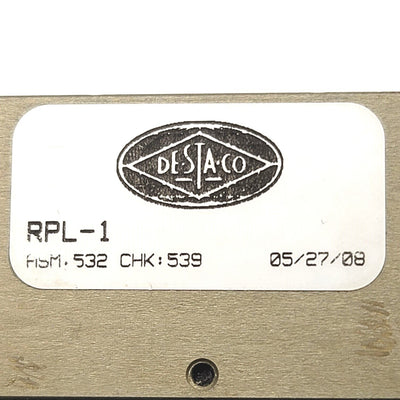 DE-STA-CO
RPL-1
ASM.532 CHK:539 05/27/08